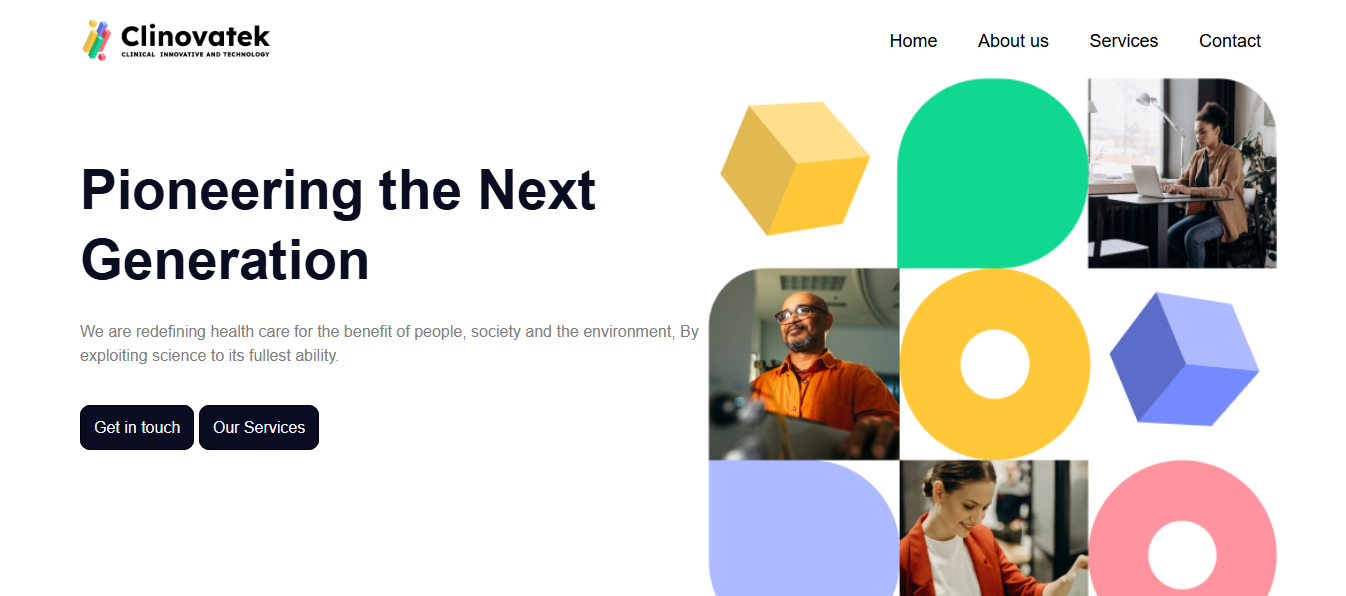 Clinovatek
CLINICAL INNOVATIVE AND TECHNOLOGY
Home
About us
Services
Contact
Pioneering the Next
Generation
We are redefining health care for the benefit of people, society and the environment, By
exploiting science to its fullest ability.
Get in touch
Our Services